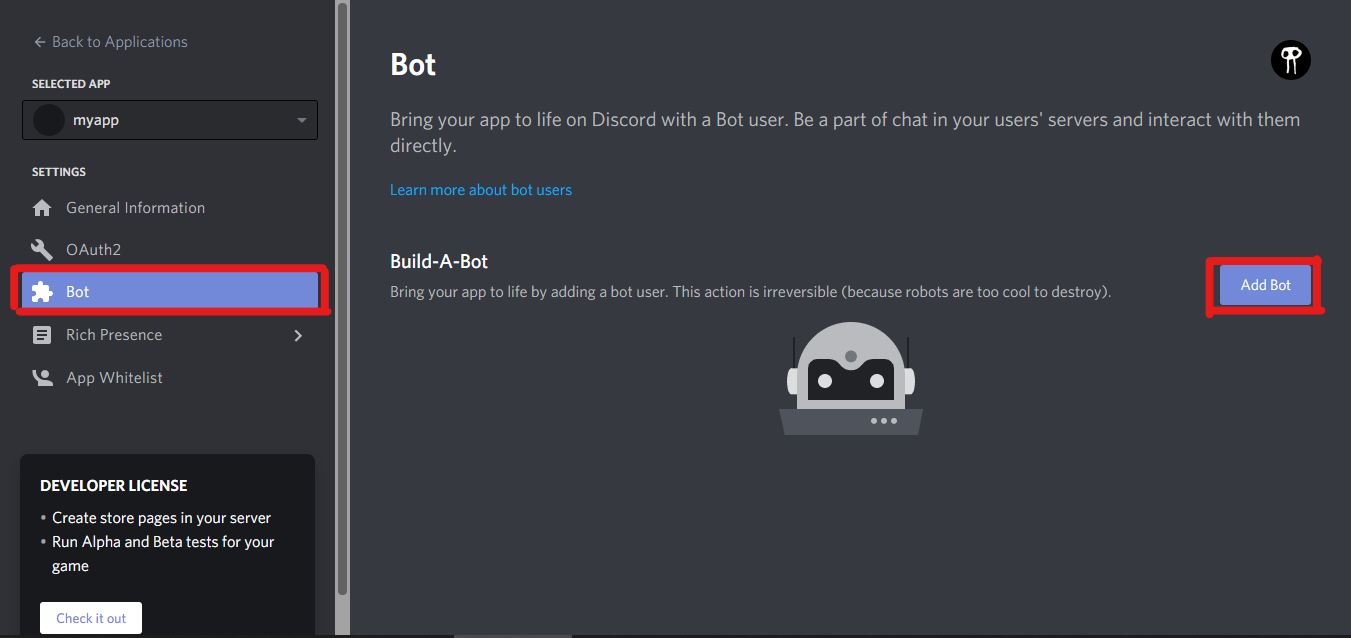 Back to Applications
SELECTED APP
myapp
SETTINGS
General Information
OAuth2
Bot
Rich Presence
App Whitelist
DEVELOPER LICENSE
• Create store pages in your server
• Run Alpha and Beta tests for your
game
Check it out
Bot
Bring your app to life on Discord with a Bot user. Be a part of chat in your users' servers and interact with them
directly.
Learn more about bot users
Build-A-Bot
Bring your app to life by adding a bot user. This action is irreversible (because robots are too cool to destroy).
Add Bot